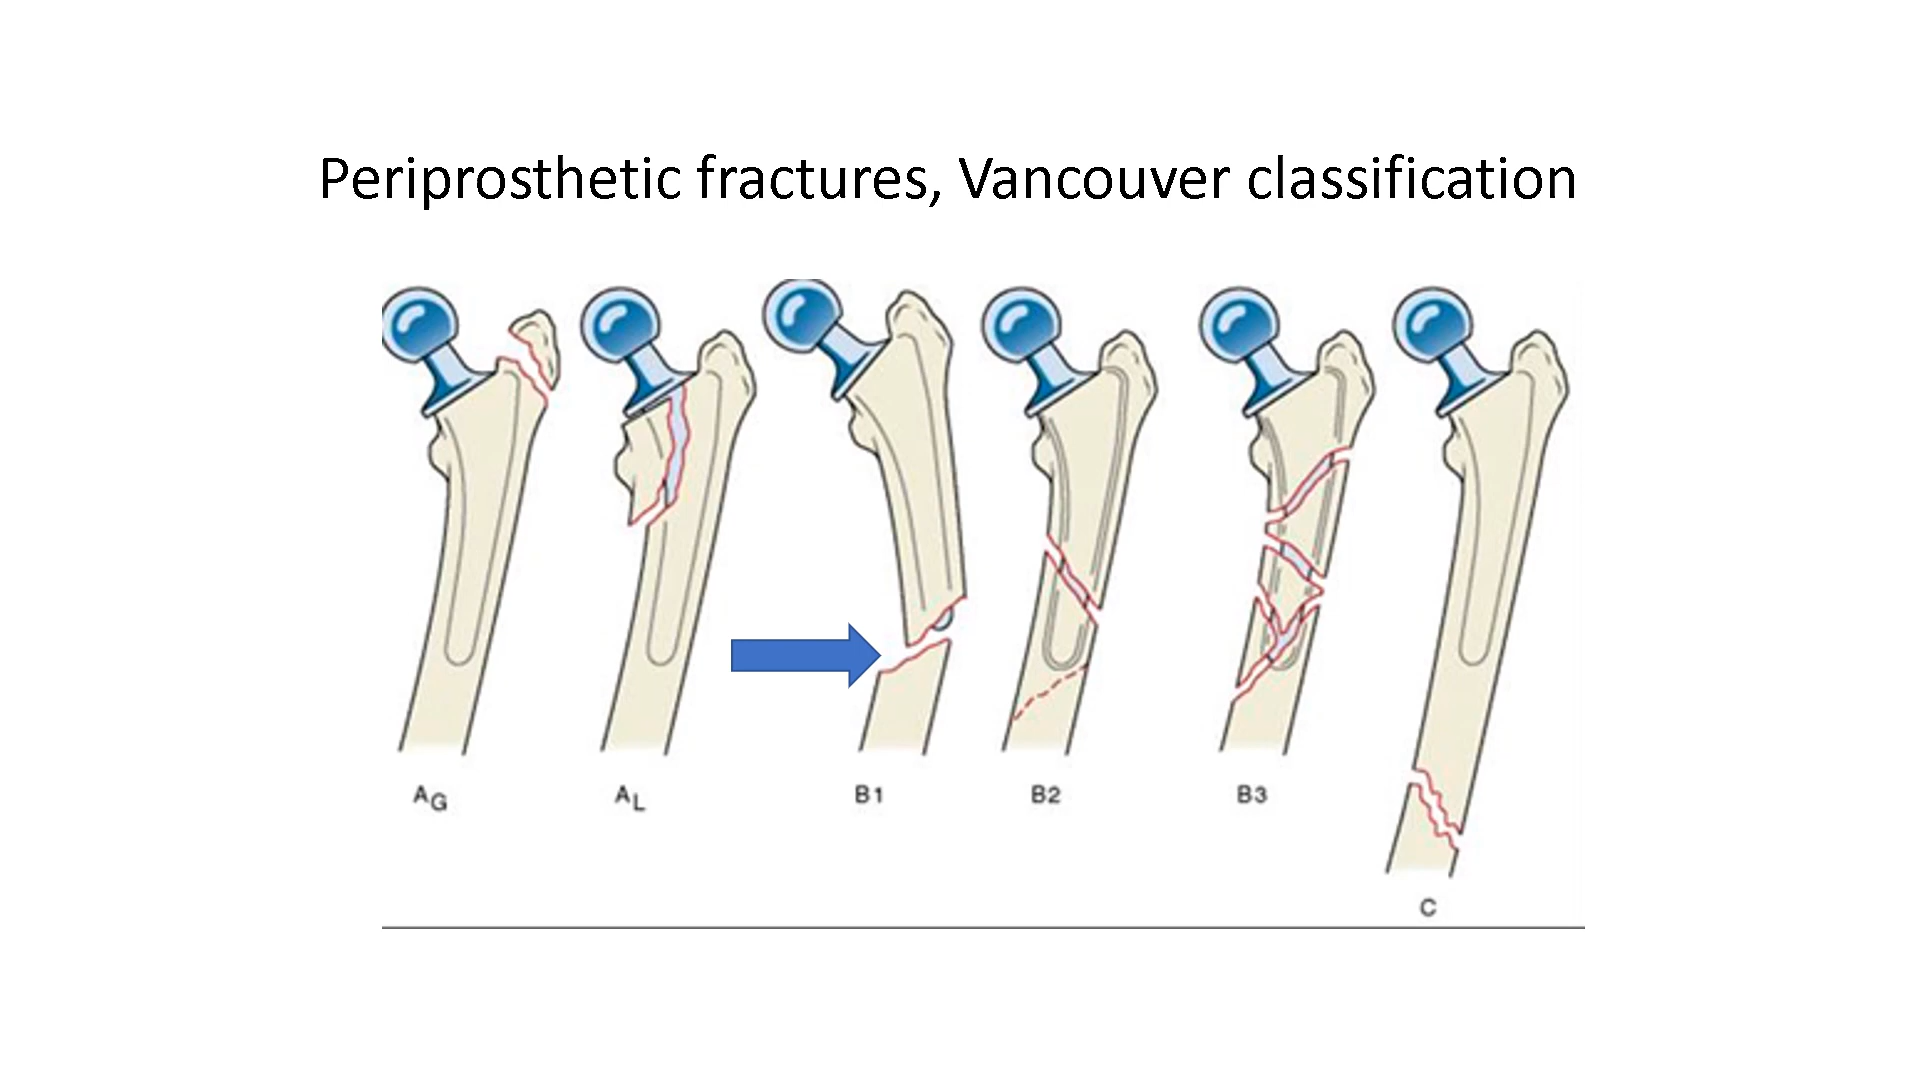 Periprosthetic fractures, Vancouver classification
AG AL B1 B2 B3
C